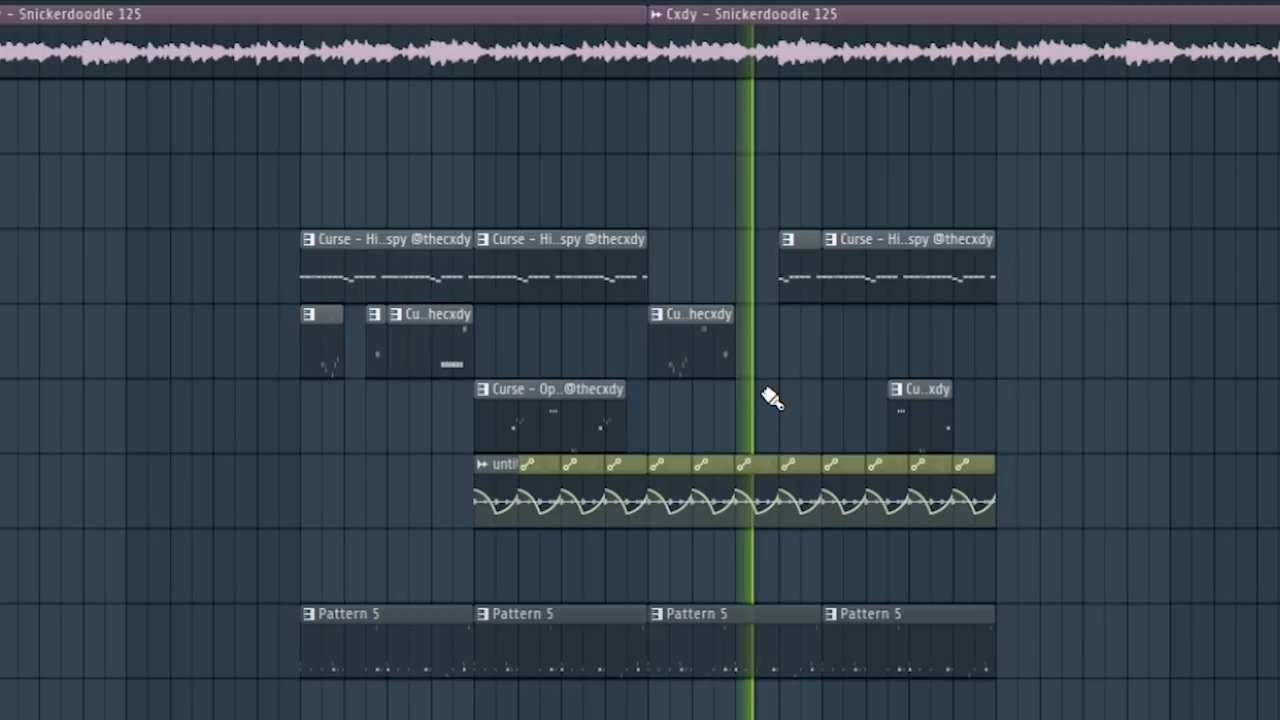 - Snickerdoodle 125
Cxdy - Snickerdoodle 125
Curse - Hi..spy @thecxdy
Curse - Hi..spy @thecxdy
Curse - Hi..spy @thecxdy
Cu..hecxdy
Cu..hecxdy
Curse - Op..@thecxdy
Cu..xdy
unti
Pattern 5
Pattern 5
Pattern 5
Pattern 5